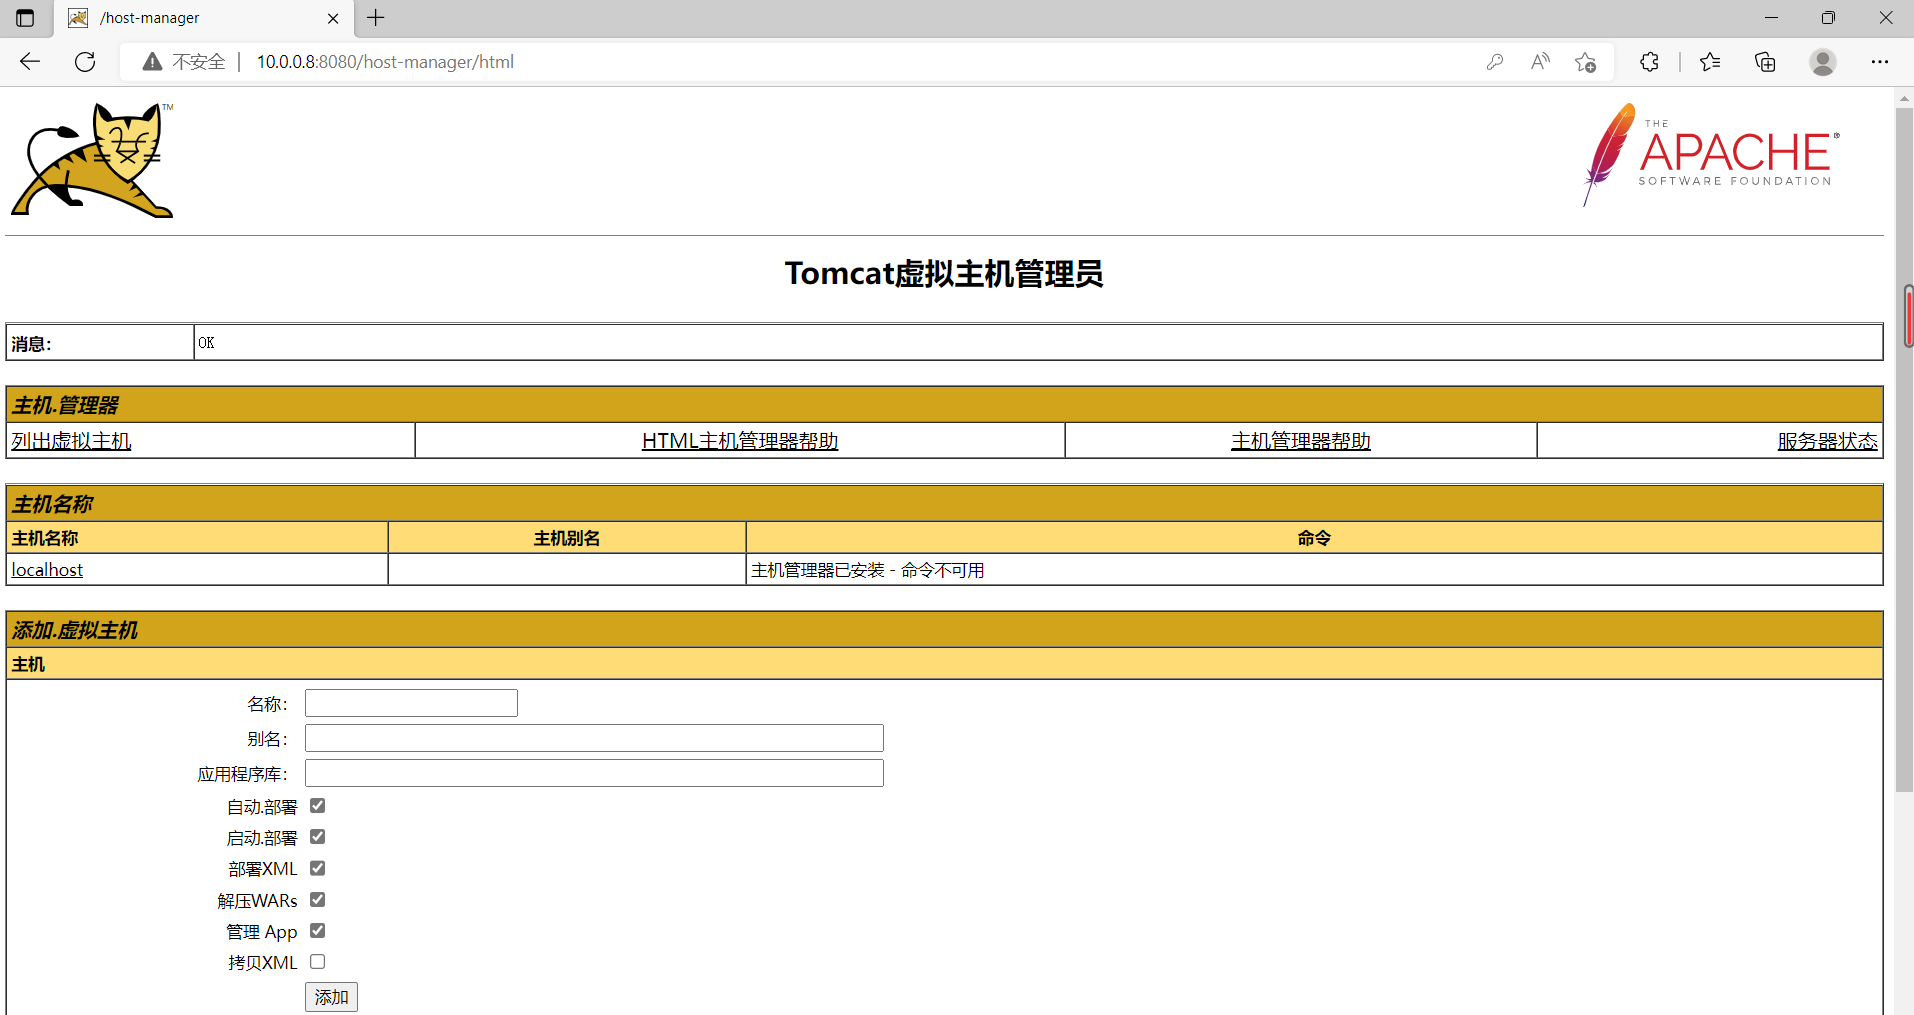 /host-manager
不安全 10.0.0.8:8080/host-manager/html
TM
THE
APACHE®
SOFTWARE FOUNDATION
Tomcat虚拟主机管理员
消息: OK
主机.管理器
列出虚拟主机 HTML主机管理器帮助 主机管理器帮助 服务器状态
主机名称
主机名称 主机别名 命令
localhost 主机管理器已安装 - 命令不可用
添加.虚拟主机
主机
名称:
别名:
应用程序库:
自动.部署
启动.部署
部署XML
解压WARs
管理 App
拷贝XML
添加